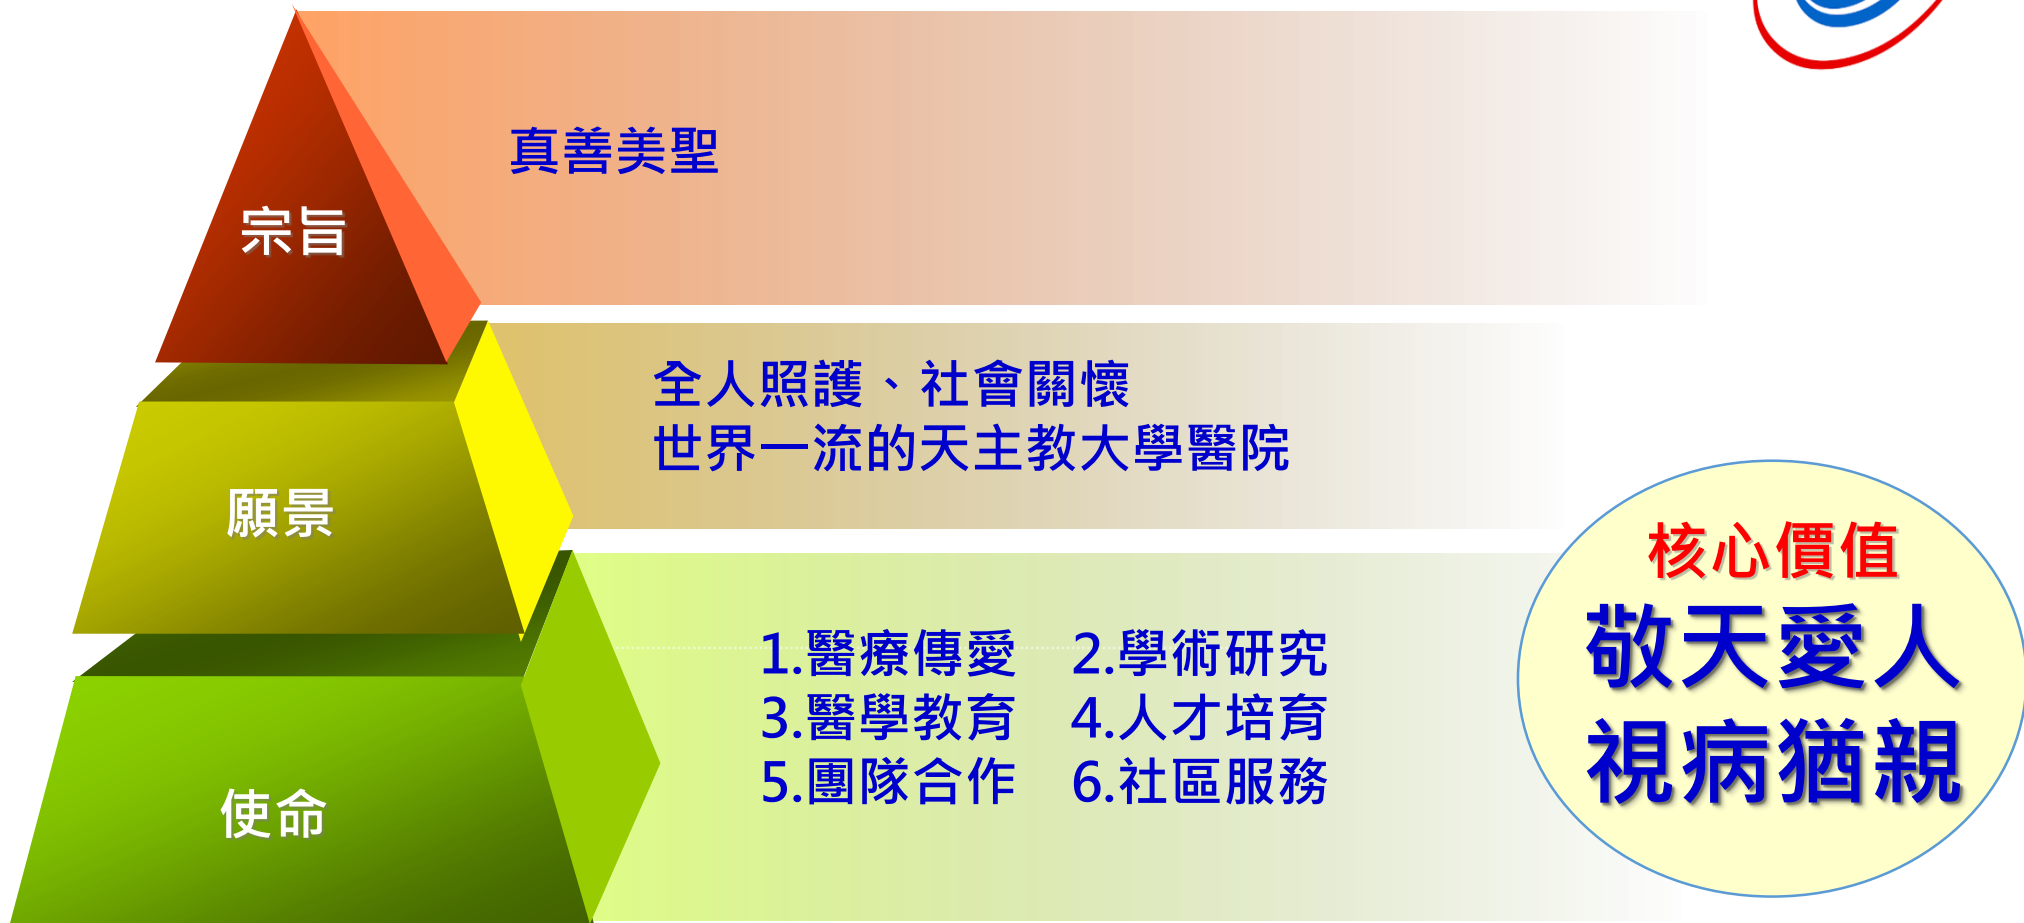 真善美聖
宗旨
全人照護、社會關懷
世界一流的天主教大學醫院
願景
核心價值
敬天愛人
視病猶親
1.醫療傳愛 2.學術研究
3.醫學教育 4.人才培育
5.團隊合作 6.社區服務
使命